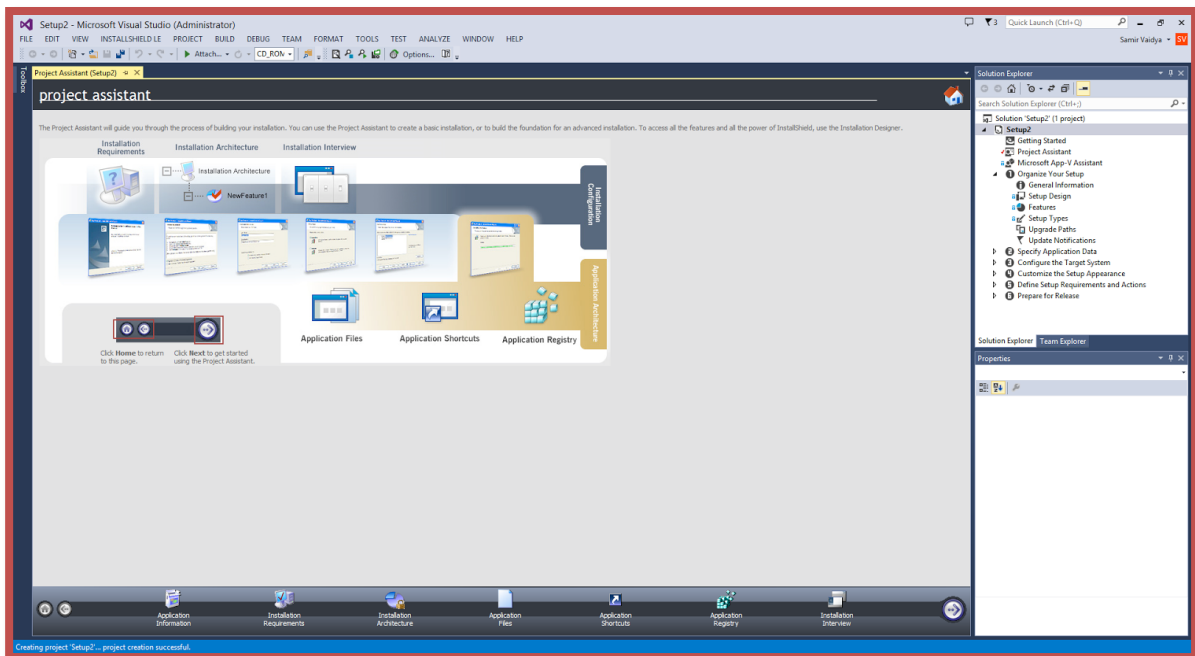 Setup2 - Microsoft Visual Studio (Administrator)
3
Quick Launch (Ctrl+Q)
FILE EDIT VIEW INSTALLSHIELD LE PROJECT BUILD DEBUG TEAM FORMAT TOOLS TEST ANALYZE WINDOW HELP
Samir Vaidya
SV
Attach... CD_ROM Options...
Toolbox
Project Assistant (Setup2)
project assistant
The Project Assistant will guide you through the process of building your installation. You can use the Project Assistant to create a basic installation, or to build the foundation for an advanced installation. To access all the features and all the power of InstallShield, use the Installation Designer.
Installation
Requirements
Installation Architecture
Installation Interview
Installation Architecture
NewFeature1
Installation
Configuration
Application Architecture
Application Files
Application Shortcuts
Application Registry
Click Home to return
to this page.
Click Next to get started
using the Project Assistant.
Application
Information
Installation
Requirements
Installation
Architecture
Application
Files
Application
Shortcuts
Application
Registry
Installation
Interview
Solution Explorer
Search Solution Explorer (Ctrl+;)
Solution 'Setup2' (1 project)
Setup2
Getting Started
Project Assistant
Microsoft App-V Assistant
1 Organize Your Setup
General Information
Setup Design
Features
Setup Types
Upgrade Paths
Update Notifications
2 Specify Application Data
3 Configure the Target System
4 Customize the Setup Appearance
5 Define Setup Requirements and Actions
6 Prepare for Release
Solution Explorer Team Explorer
Properties
Creating project 'Setup2'... project creation successful.